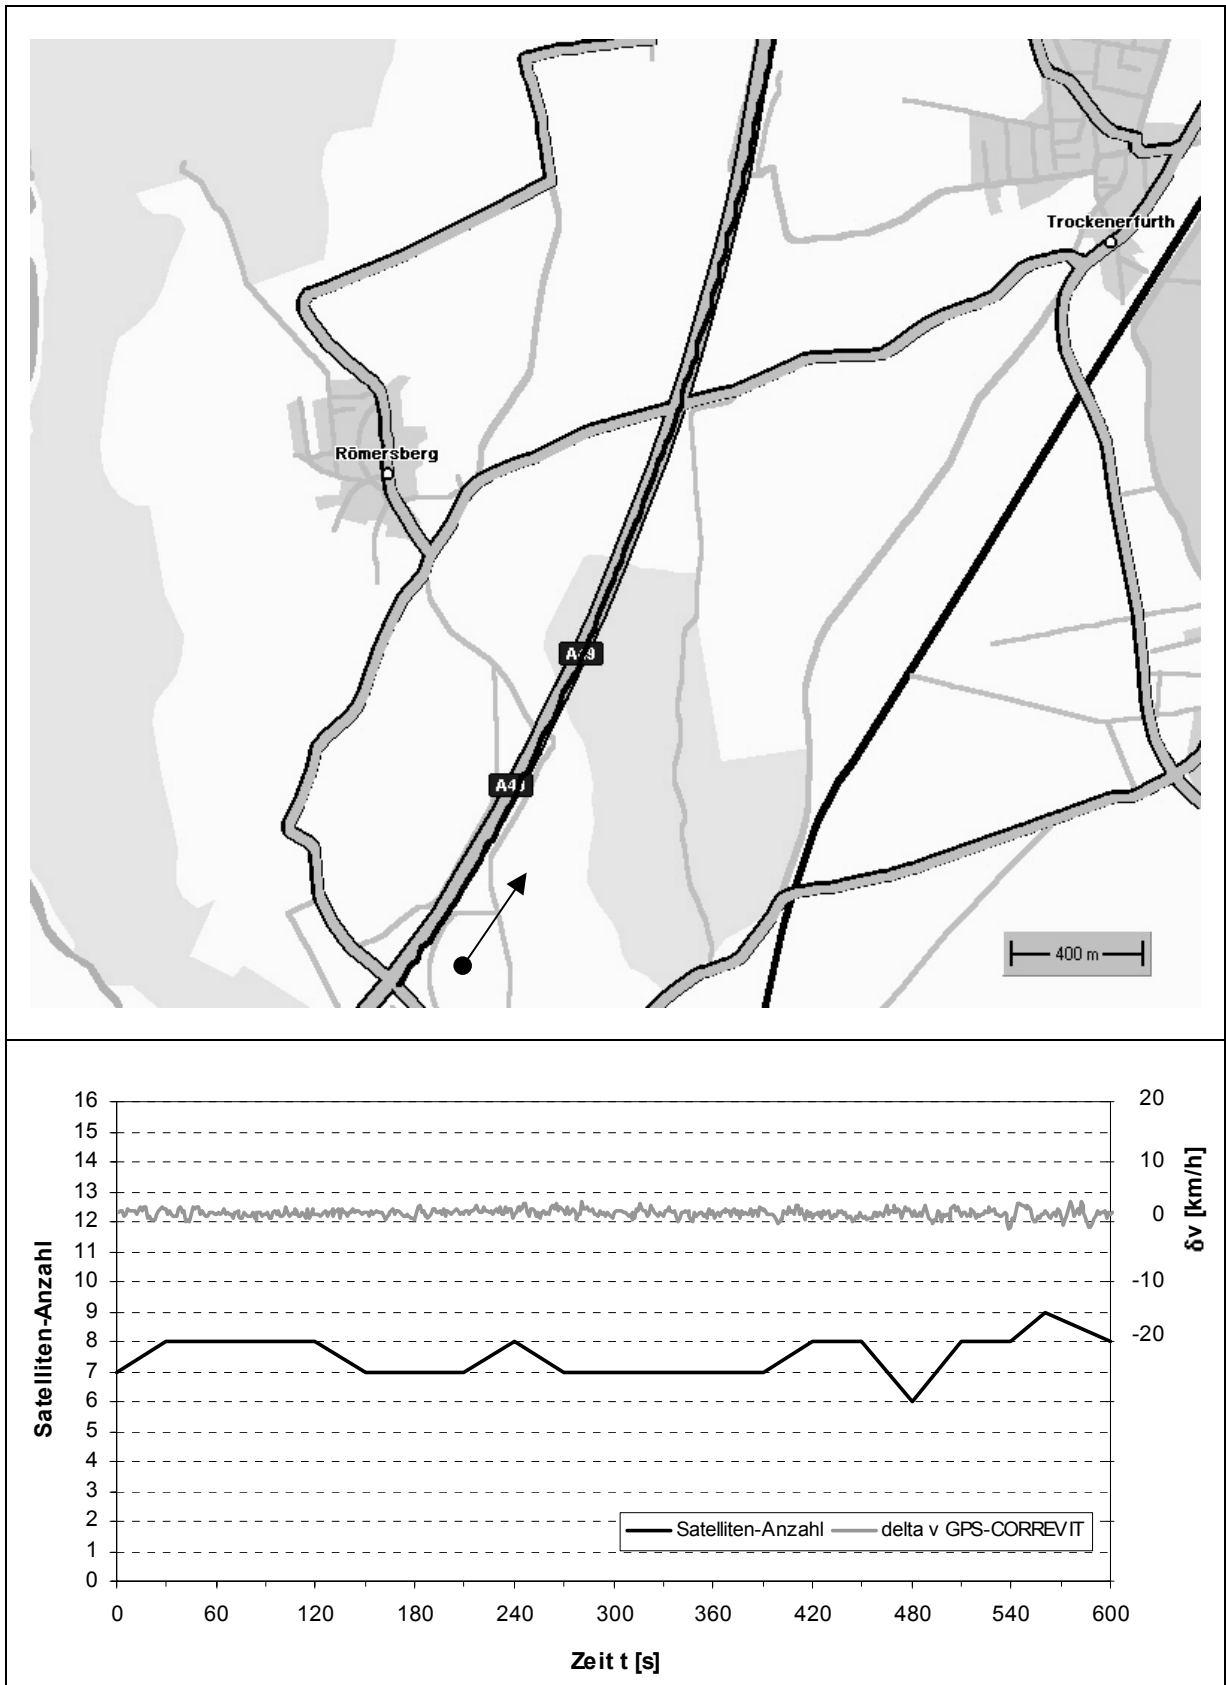 Trockenerfurth
Römersberg
A49
A49
400 m
16
15
14
13
12
11
10
9
8
7
6
5
4
3
2
1
0
Satelliten-Anzahl
20
10
0
-10
-20
δv [km/h]
Satelliten-Anzahl
delta v GPS-CORREVIT
0 60 120 180 240 300 360 420 480 540 600
Zeit t [s]